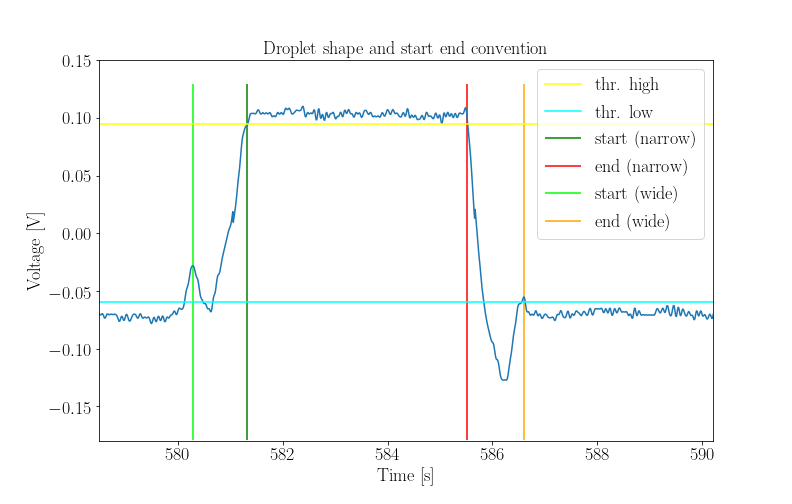 Droplet shape and start end convention
0.15
0.10
0.05
0.00
−0.05
−0.10
−0.15
Voltage [V]
thr. high
thr. low
start (narrow)
end (narrow)
start (wide)
end (wide)
580
582
584
586
588
590
Time [s]